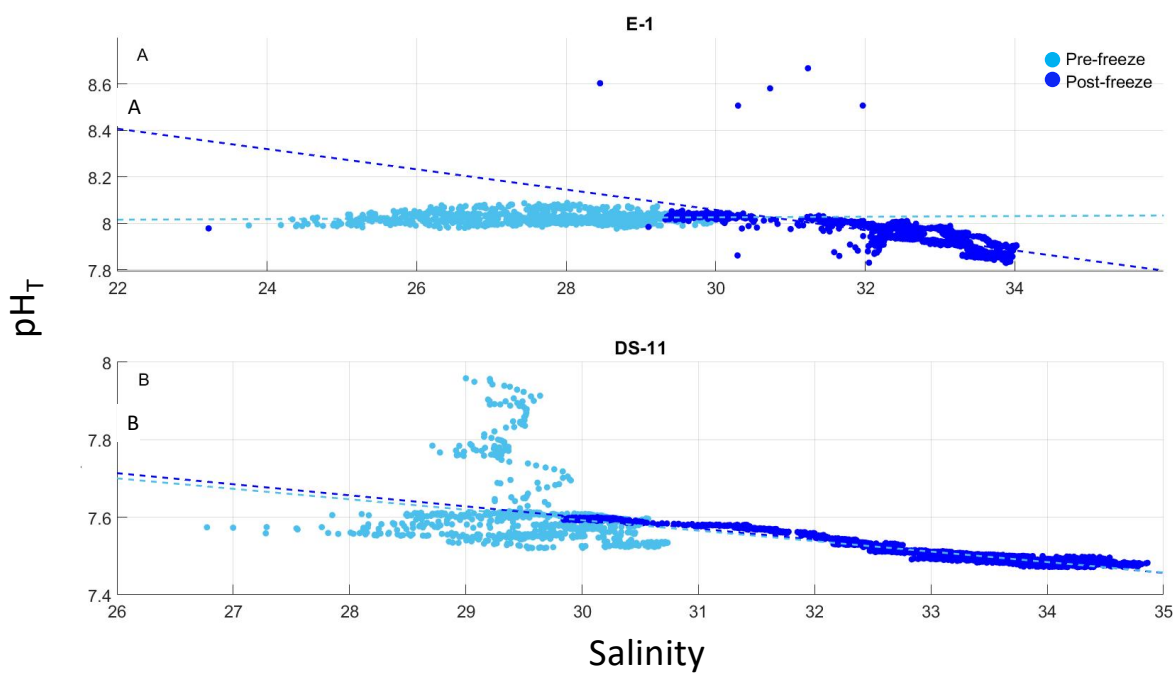 E-1
A
Pre-freeze
Post-freeze
8.6
A
8.4
8.2
8
7.8
22 24 26 28 30 32 34
pH_T
DS-11
8
B
B
7.8
7.6
7.4
26 27 28 29 30 31 32 33 34 35
Salinity